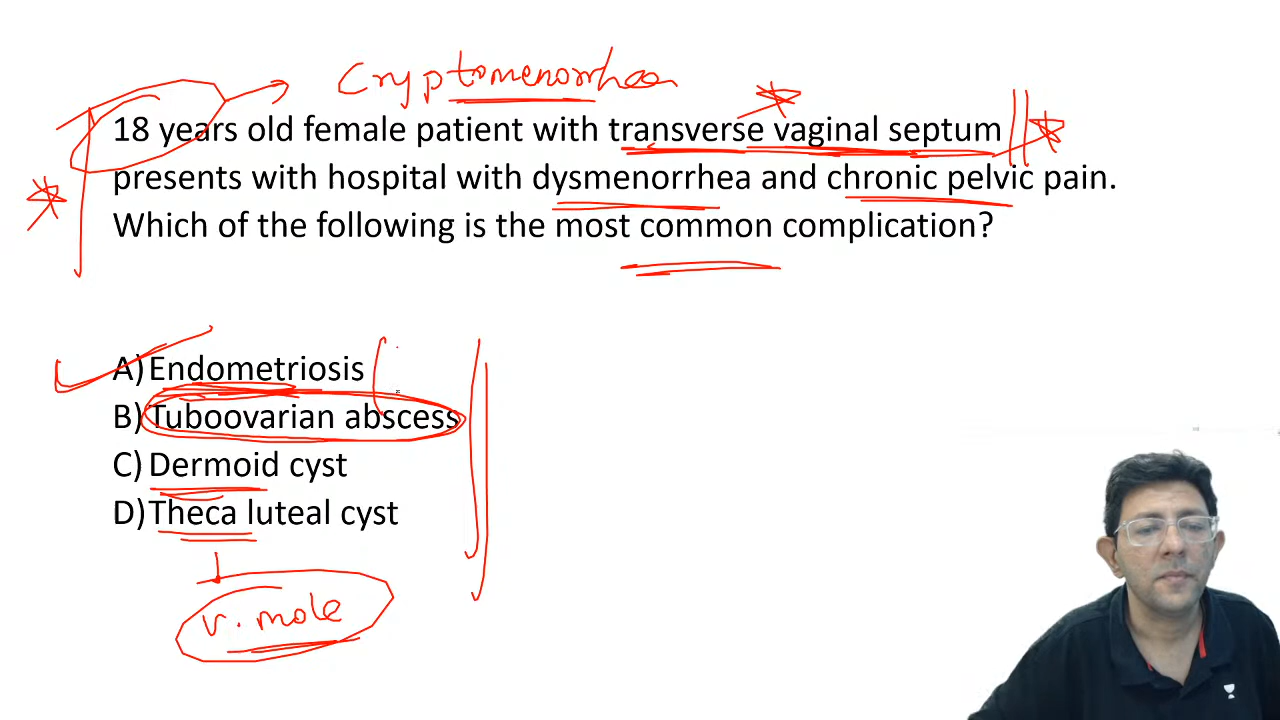 Cryptomenorrhoea
18 years old female patient with transverse vaginal septum
presents with hospital with dysmenorrhea and chronic pelvic pain.
Which of the following is the most common complication?
A) Endometriosis
B) Tuboovarian abscess
C) Dermoid cyst
D) Theca luteal cyst
v. mole